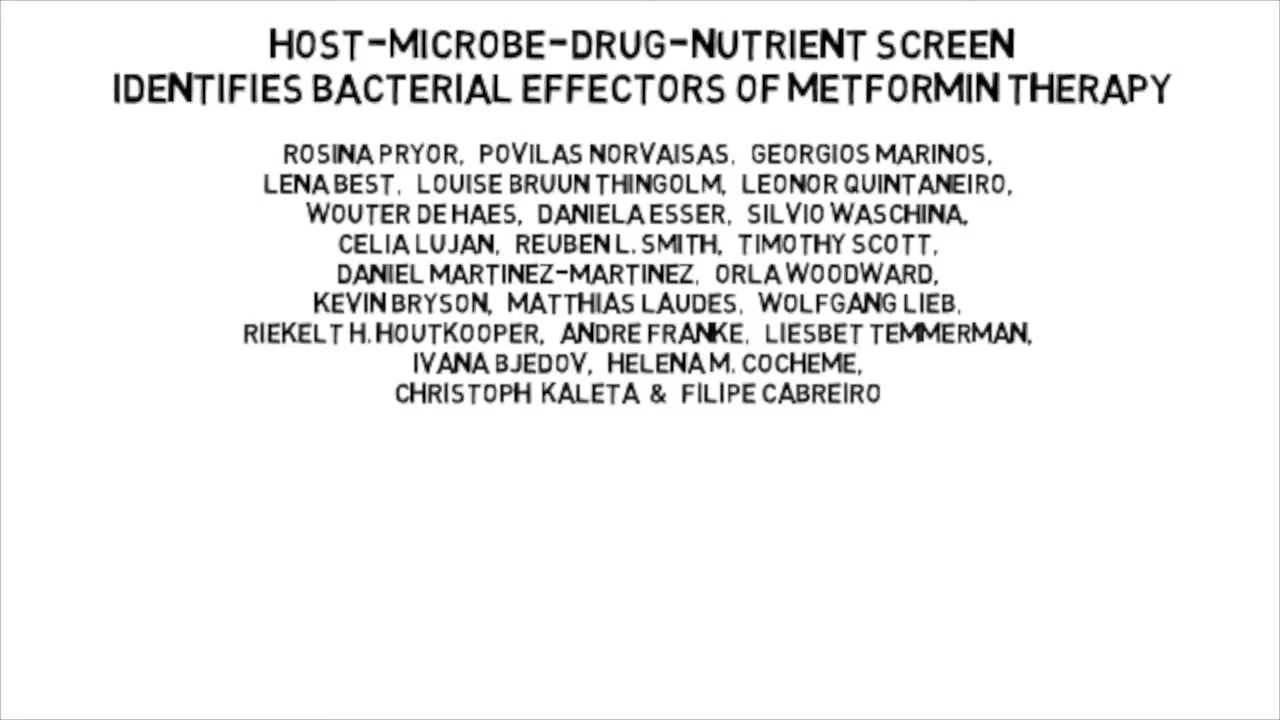 HOST-MICROBE-DRUG-NUTRIENT SCREEN
IDENTIFIES BACTERIAL EFFECTORS OF METFORMIN THERAPY
ROSINA PRYOR, POVILAS NORVAISAS, GEORGIOS MARINOS,
LENA BEST, LOUISE BRUUN THINGOLM, LEONOR QUINTANEIRO,
WOUTER DE HAES, DANIELA ESSER, SILVIO WASCHINA,
CELIA LUJAN, REUBEN L. SMITH, TIMOTHY SCOTT,
DANIEL MARTINEZ-MARTINEZ, ORLA WOODWARD,
KEVIN BRYSON, MATTHIAS LAUDES, WOLFGANG LIEB,
RIEKELT H. HOUTKOOPER, ANDRE FRANKE, LIESBET TEMMERMAN,
IVANA BJEDOV, HELENA M. COCHEME,
CHRISTOPH KALETA & FILIPE CABREIRO